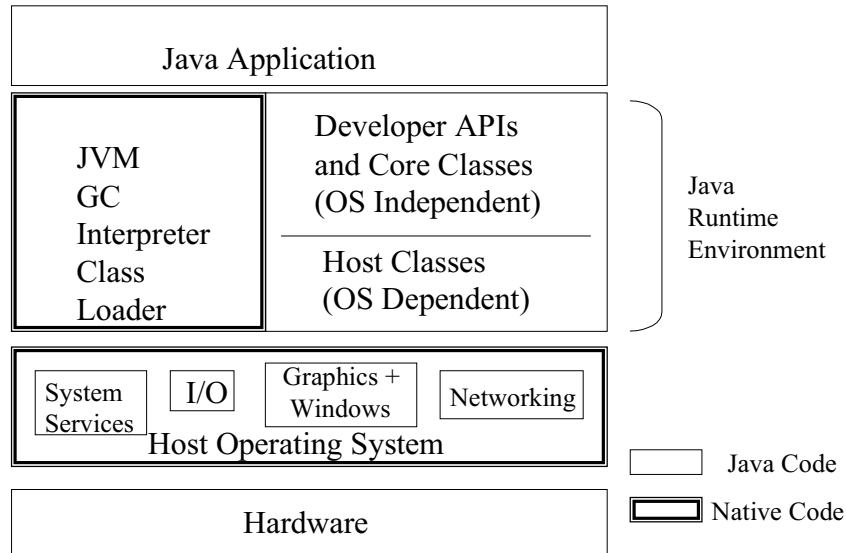 Java Application
JVM
GC
Interpreter
Class
Loader
Developer APIs
and Core Classes
(OS Independent)
Host Classes
(OS Dependent)
Java
Runtime
Environment
System
Services
I/O
Graphics +
Windows
Networking
Host Operating System
Java Code
Native Code
Hardware